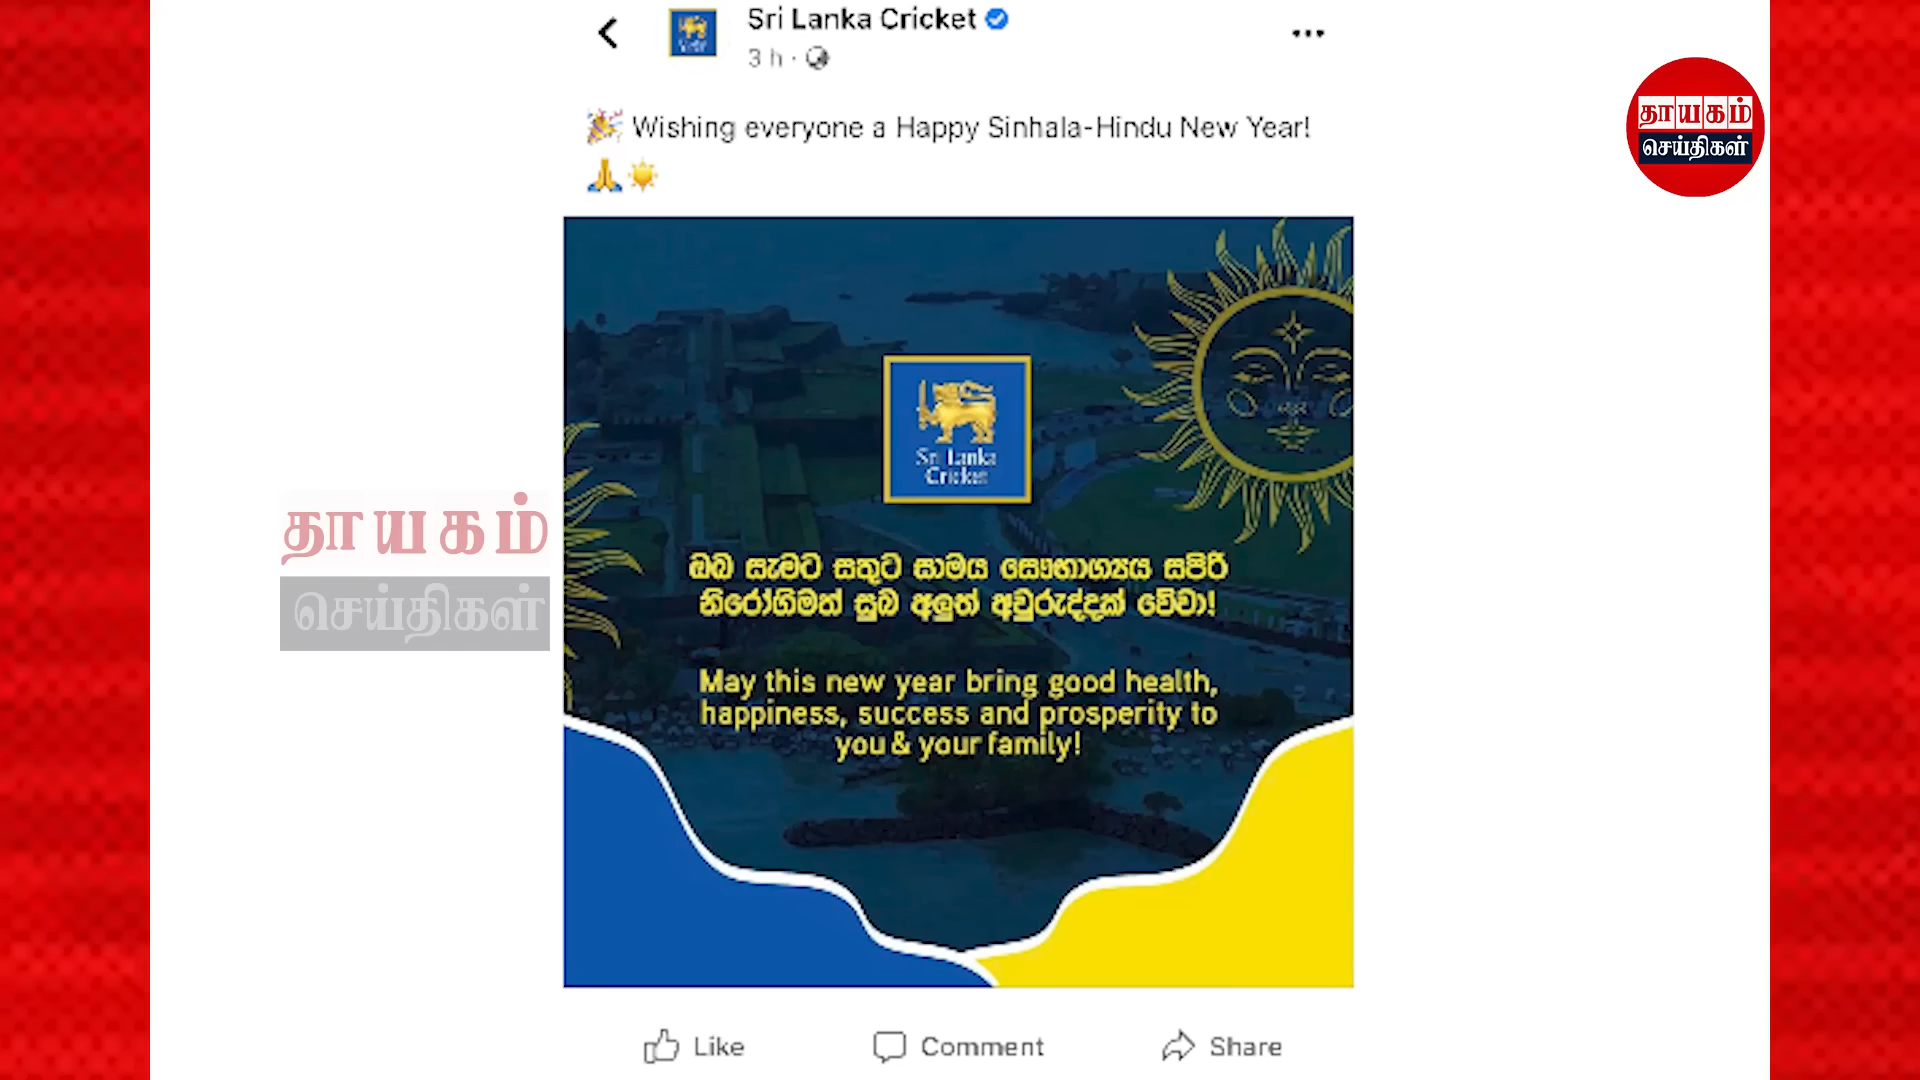 Sri Lanka Cricket
3 h ·
Wishing everyone a Happy Sinhala-Hindu New Year!
தாயகம்
செய்திகள்
Sri Lanka
Cricket
ඔබ සැමට සතුට සාමය සෞභාග්‍යය සපිරි
නිරෝගිමත් සුබ අලුත් අවුරුද්දක් වේවා!
May this new year bring good health,
happiness, success and prosperity to
you & your family!
தாயகம்
செய்திகள்
Like
Comment
Share